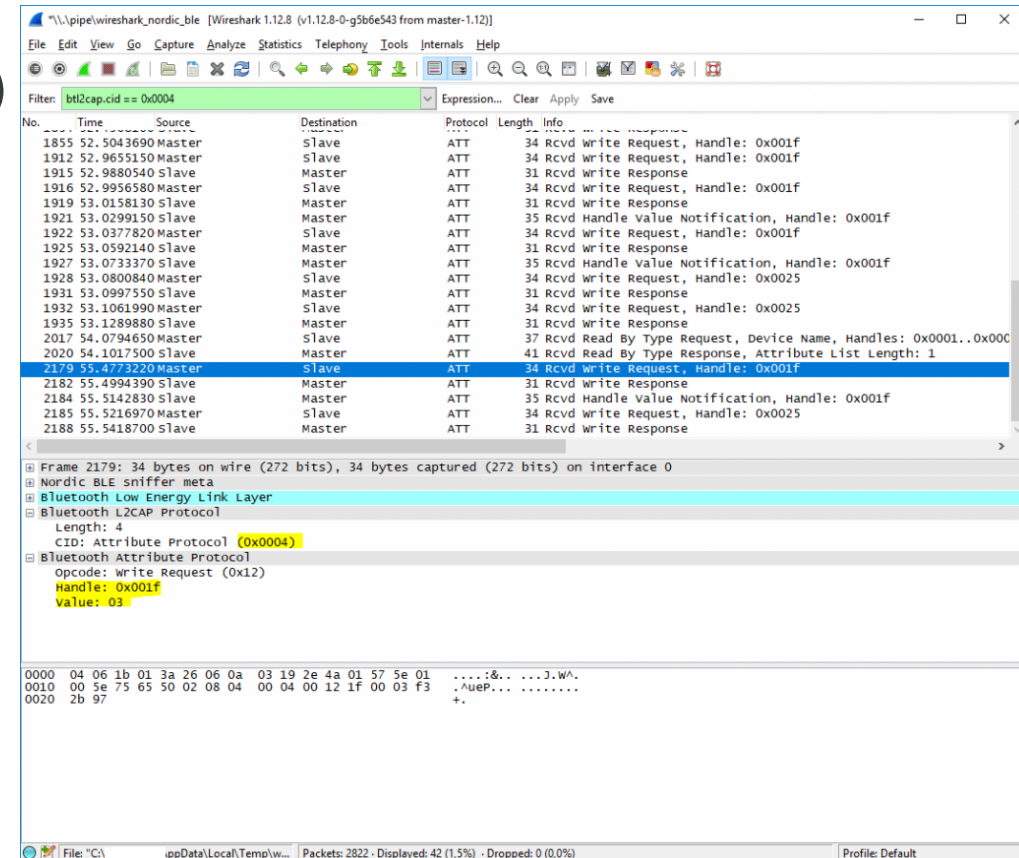 "\\.\pipe\wireshark_nordic_ble [Wireshark 1.12.8 (v1.12.8-0-g5b6e543 from master-1.12)]
File Edit View Go Capture Analyze Statistics Telephony Tools Internals Help
Filter: btl2cap.cid == 0x0004 Expression... Clear Apply Save
No. Time Source Destination Protocol Length Info
1855 52.5043690 Master Slave ATT 34 Rcvd Write Request, Handle: 0x001f
1912 52.9655150 Master Slave ATT 34 Rcvd Write Request, Handle: 0x001f
1915 52.9880540 Slave Master ATT 31 Rcvd Write Response
1916 52.9956580 Master Slave ATT 34 Rcvd Write Request, Handle: 0x001f
1919 53.0158130 Slave Master ATT 31 Rcvd Write Response
1921 53.0299150 Slave Master ATT 35 Rcvd Handle Value Notification, Handle: 0x001f
1922 53.0377820 Master Slave ATT 34 Rcvd Write Request, Handle: 0x001f
1925 53.0592140 Slave Master ATT 31 Rcvd Write Response
1927 53.0733370 Slave Master ATT 35 Rcvd Handle Value Notification, Handle: 0x001f
1928 53.0800840 Master Slave ATT 34 Rcvd Write Request, Handle: 0x0025
1931 53.0997550 Slave Master ATT 31 Rcvd Write Response
1932 53.1061990 Master Slave ATT 34 Rcvd Write Request, Handle: 0x0025
1935 53.1289880 Slave Master ATT 31 Rcvd Write Response
2017 54.0794650 Master Slave ATT 37 Rcvd Read By Type Request, Device Name, Handles: 0x0001..0x000
2020 54.1017500 Slave Master ATT 41 Rcvd Read By Type Response, Attribute List Length: 1
2179 55.4773220 Master Slave ATT 34 Rcvd Write Request, Handle: 0x001f
2182 55.4994390 Slave Master ATT 31 Rcvd Write Response
2184 55.5142830 Slave Master ATT 35 Rcvd Handle Value Notification, Handle: 0x001f
2185 55.5216970 Master Slave ATT 34 Rcvd Write Request, Handle: 0x0025
2188 55.5418700 Slave Master ATT 31 Rcvd Write Response
Frame 2179: 34 bytes on wire (272 bits), 34 bytes captured (272 bits) on interface 0
Nordic BLE sniffer meta
Bluetooth Low Energy Link Layer
Bluetooth L2CAP Protocol
Length: 4
CID: Attribute Protocol (0x0004)
Bluetooth Attribute Protocol
Opcode: Write Request (0x12)
Handle: 0x001f
Value: 03
0000 04 06 1b 01 3a 26 06 0a 03 19 2e 4a 01 57 5e 01 ....:&.. ...J.W^.
0010 00 5e 75 65 50 02 08 04 00 04 00 12 1f 00 03 f3 .^ueP... ........
0020 2b 97 +.
File: "C:\ \ppData\Local\Temp\w... Packets: 2822 · Displayed: 42 (1,5%) · Dropped: 0 (0,0%) Profile: Default